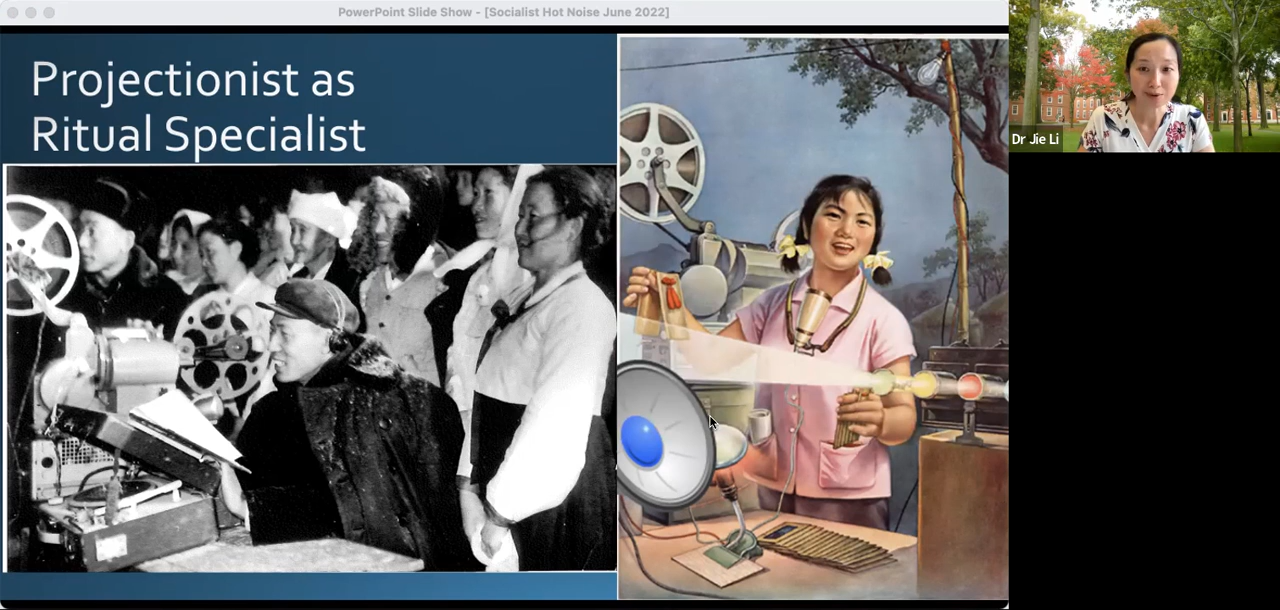 PowerPoint Slide Show - [Socialist Hot Noise June 2022]
Projectionist as
Ritual Specialist
Dr Jie Li